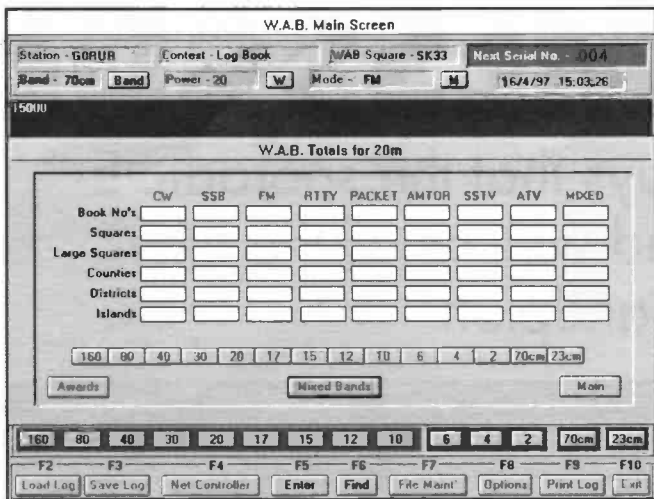 W.A.B. Main Screen
Station - G0RUR Contest - Log Book WAB Square - SK33 Next Serial No. - 004
Band - 70cm Band Power - 20 W Mode - FM M 16/4/97 15:03:26
15000
W.A.B. Totals for 20m
CW SSB FM RTTY PACKET AMTOR SSTV ATV MIXED
Book No's
Squares
Large Squares
Counties
Districts
Islands
160 80 40 30 20 17 15 12 10 6 4 2 70cm 23cm
Awards Mixed Bands Main
160 80 40 30 20 17 15 12 10 6 4 2 70cm 23cm
F2 F3 F4 F5 F6 F7 F8 F9 F10
Load Log Save Log Net Controller Enter Find File Maint' Options Print Log Exit